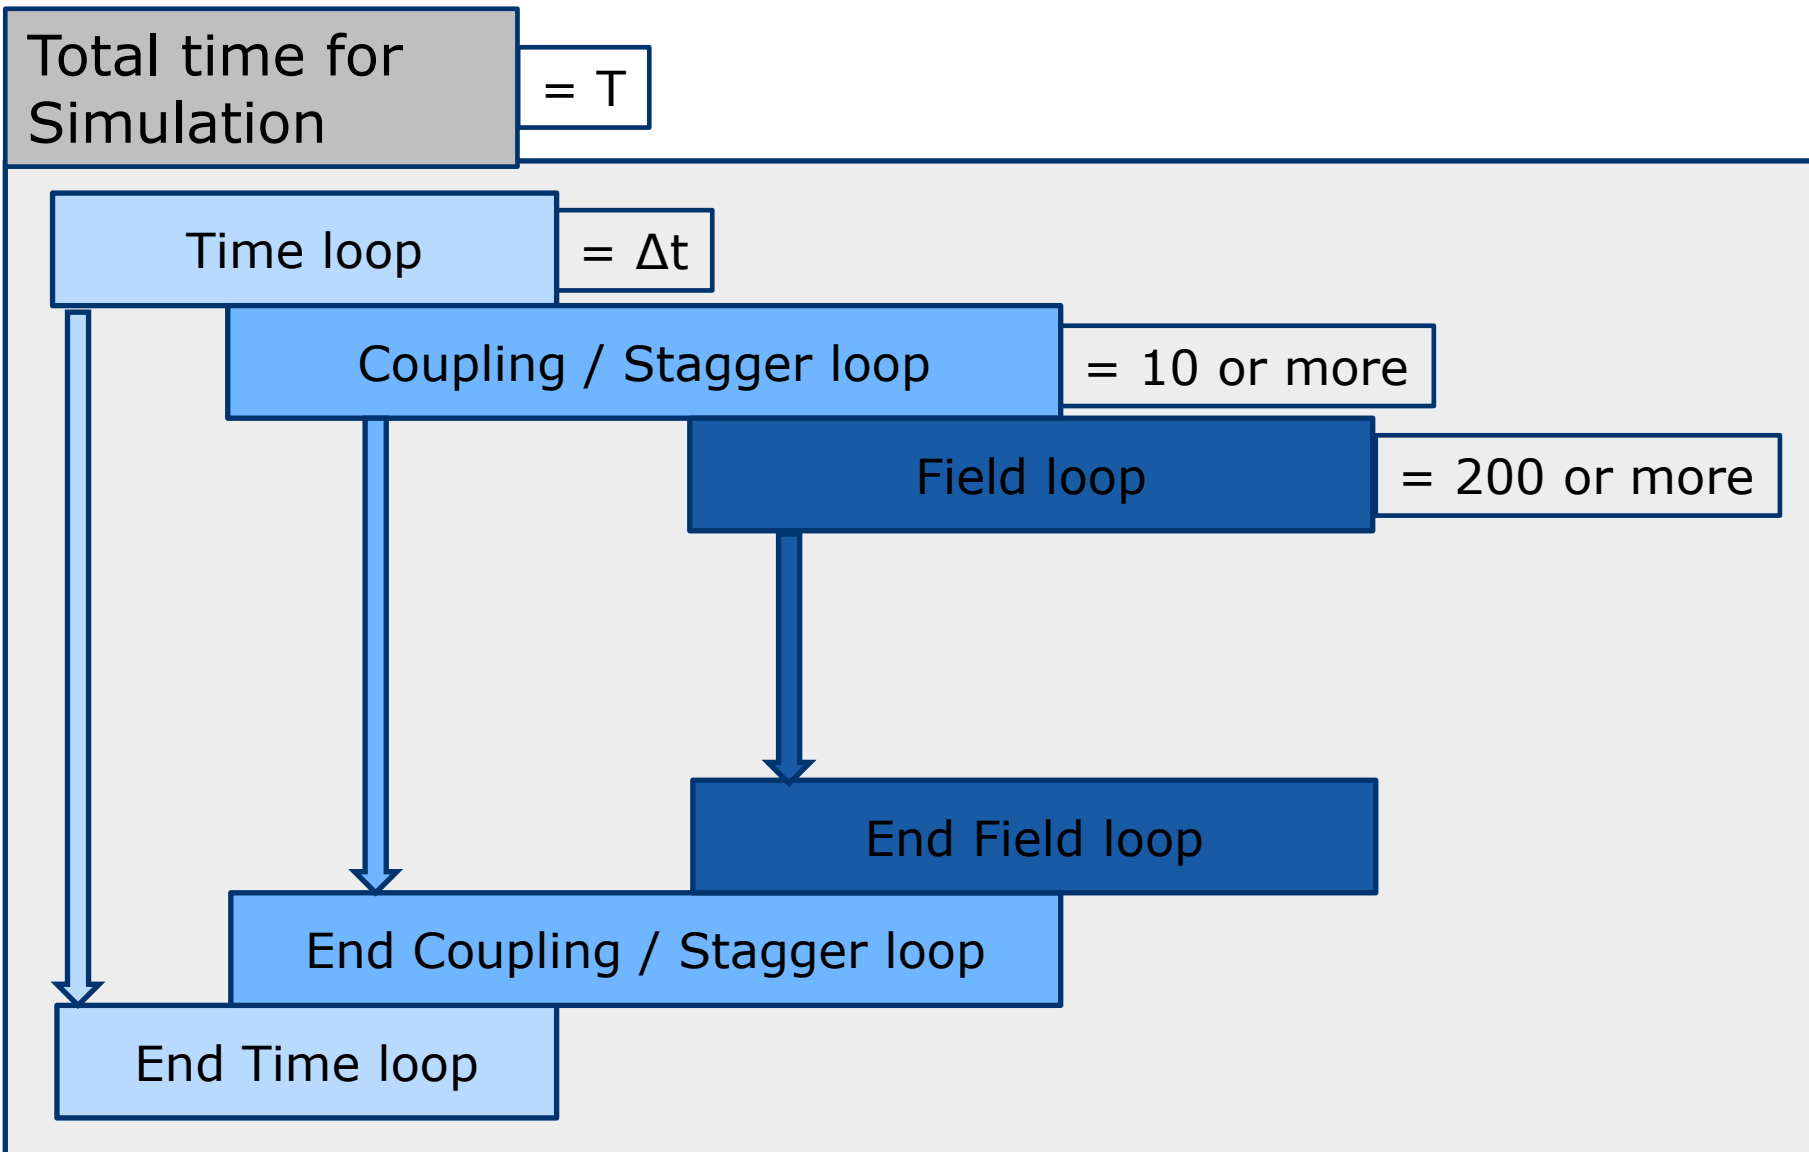 Total time for
Simulation
= T
Time loop
= Δt
Coupling / Stagger loop
= 10 or more
Field loop
= 200 or more
End Field loop
End Coupling / Stagger loop
End Time loop